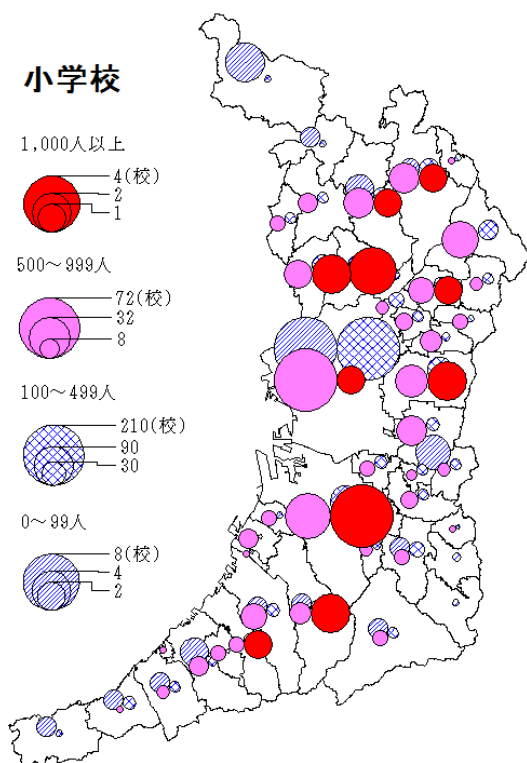 小学校
1,000人以上
4(校)
2
1
500～999人
72(校)
32
8
100～499人
210(校)
90
30
0～99人
8(校)
4
2